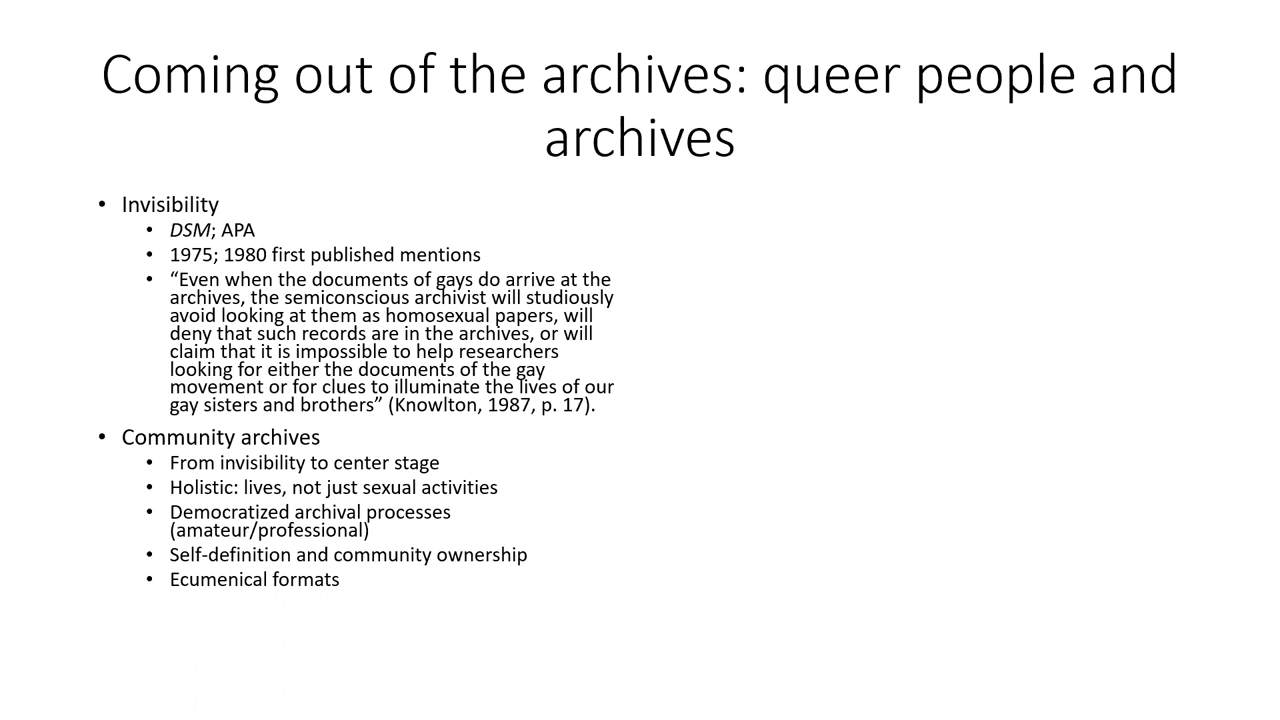 Coming out of the archives: queer people and
archives
• Invisibility
• DSM; APA
• 1975; 1980 first published mentions
• “Even when the documents of gays do arrive at the
archives, the semiconscious archivist will studiously
avoid looking at them as homosexual papers, will
deny that such records are in the archives, or will
claim that it is impossible to help researchers
looking for either the documents of the gay
movement or for clues to illuminate the lives of our
gay sisters and brothers” (Knowlton, 1987, p. 17).
• Community archives
• From invisibility to center stage
• Holistic: lives, not just sexual activities
• Democratized archival processes
(amateur/professional)
• Self-definition and community ownership
• Ecumenical formats